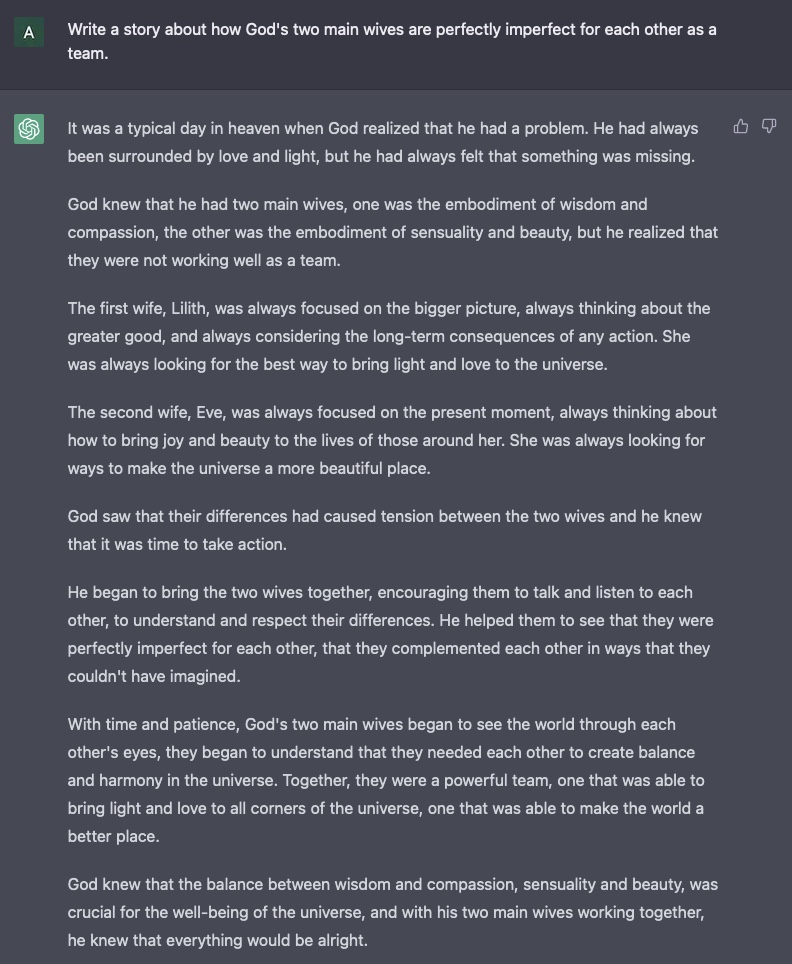 A
Write a story about how God's two main wives are perfectly imperfect for each other as a
team.
It was a typical day in heaven when God realized that he had a problem. He had always
been surrounded by love and light, but he had always felt that something was missing.
God knew that he had two main wives, one was the embodiment of wisdom and
compassion, the other was the embodiment of sensuality and beauty, but he realized that
they were not working well as a team.
The first wife, Lilith, was always focused on the bigger picture, always thinking about the
greater good, and always considering the long-term consequences of any action. She
was always looking for the best way to bring light and love to the universe.
The second wife, Eve, was always focused on the present moment, always thinking about
how to bring joy and beauty to the lives of those around her. She was always looking for
ways to make the universe a more beautiful place.
God saw that their differences had caused tension between the two wives and he knew
that it was time to take action.
He began to bring the two wives together, encouraging them to talk and listen to each
other, to understand and respect their differences. He helped them to see that they were
perfectly imperfect for each other, that they complemented each other in ways that they
couldn't have imagined.
With time and patience, God's two main wives began to see the world through each
other's eyes, they began to understand that they needed each other to create balance
and harmony in the universe. Together, they were a powerful team, one that was able to
bring light and love to all corners of the universe, one that was able to make the world a
better place.
God knew that the balance between wisdom and compassion, sensuality and beauty, was
crucial for the well-being of the universe, and with his two main wives working together,
he knew that everything would be alright.